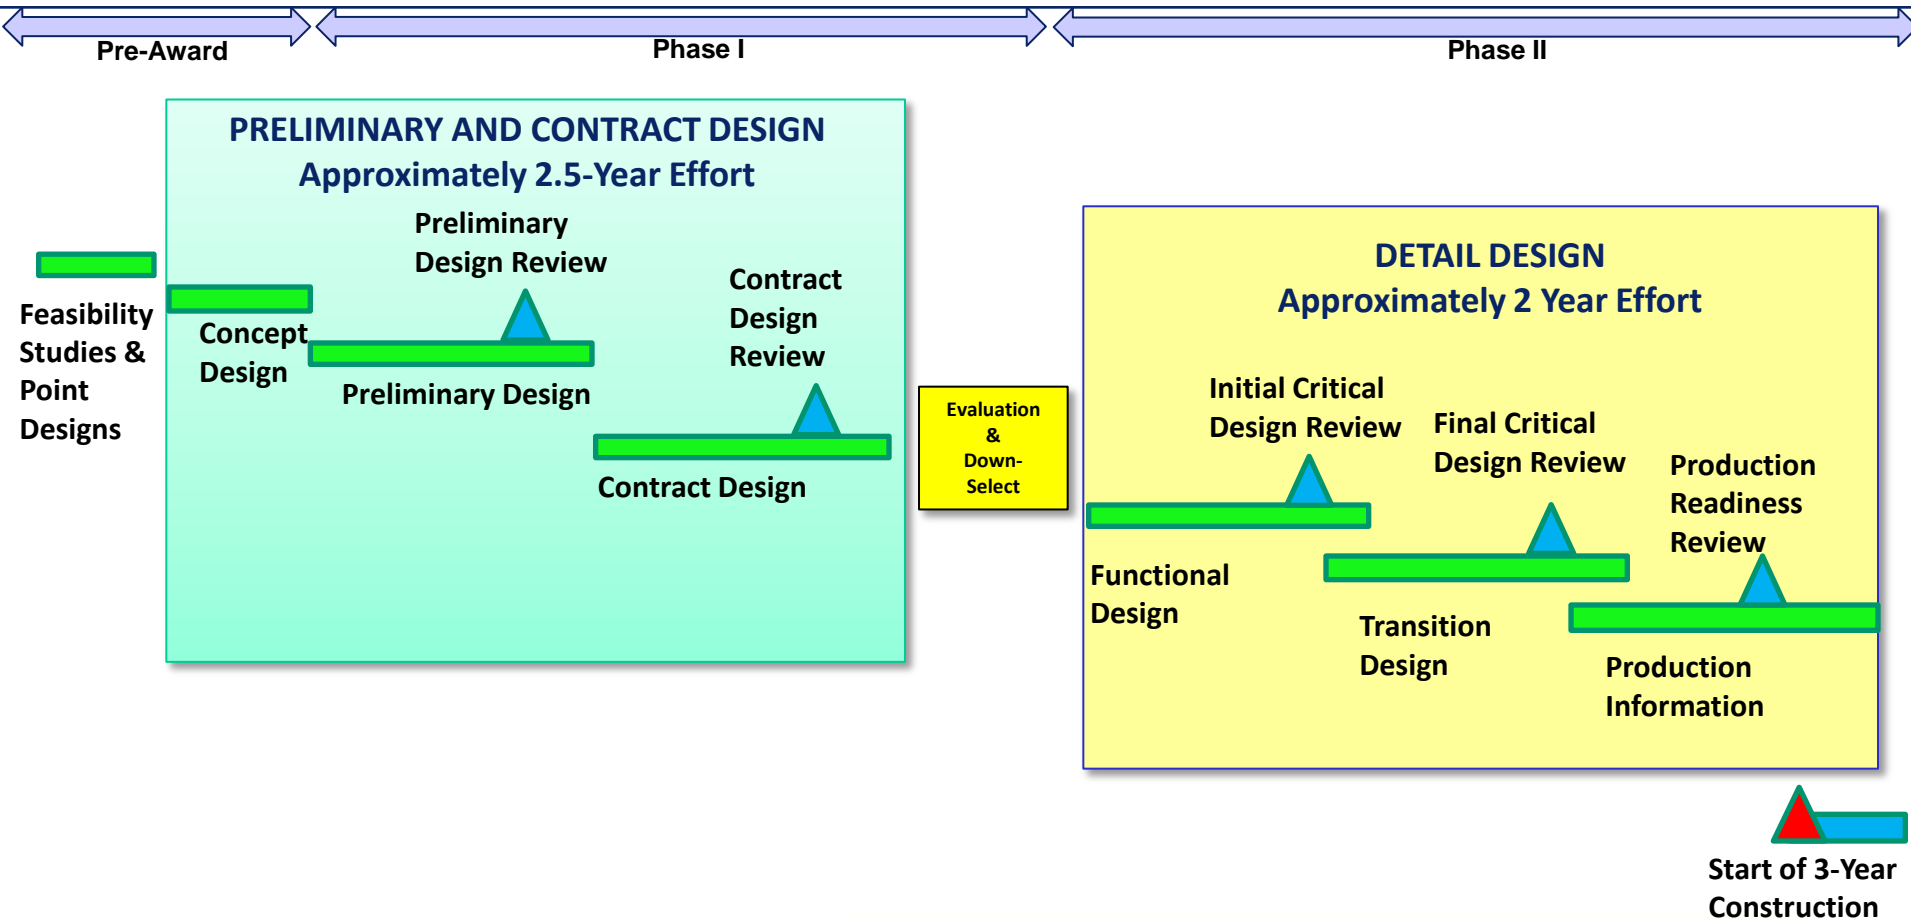 Pre-Award
Phase I
Phase II
PRELIMINARY AND CONTRACT DESIGN
Approximately 2.5-Year Effort
Preliminary
Design Review
Contract
Design
Review
Feasibility
Studies &
Point
Designs
Concept
Design
Preliminary Design
Contract Design
Evaluation
&
Down-
Select
DETAIL DESIGN
Approximately 2 Year Effort
Initial Critical
Design Review
Final Critical
Design Review
Production
Readiness
Review
Functional
Design
Transition
Design
Production
Information
Start of 3-Year
Construction